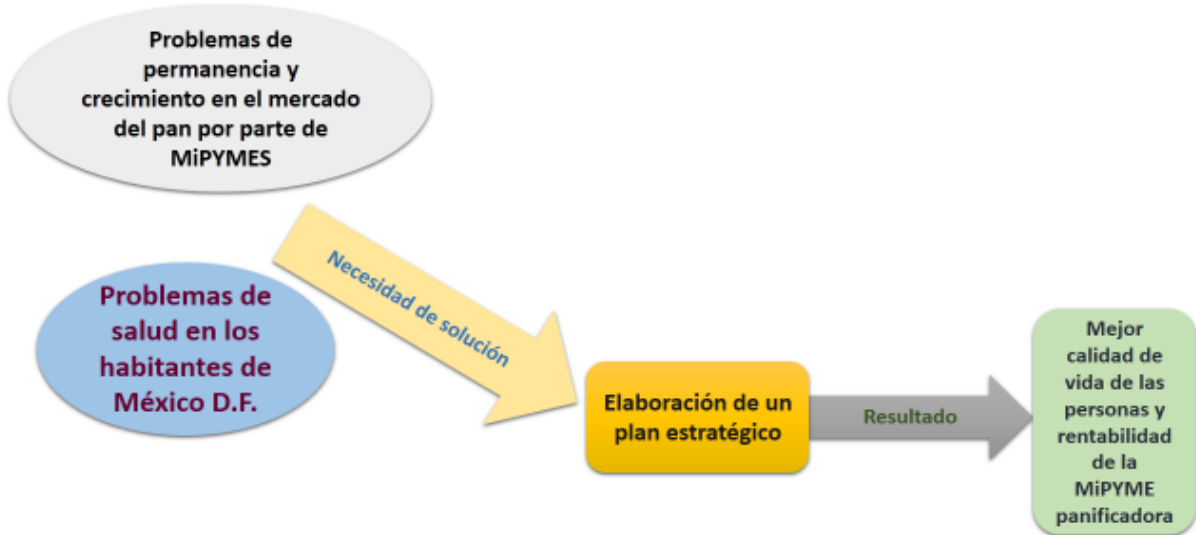 Problemas de
permanencia y
crecimiento en el mercado
del pan por parte de
MiPYMES
Problemas de
salud en los
habitantes de
México D.F.
Necesidad de solución
Elaboración de un
plan estratégico
Resultado
Mejor
calidad de
vida de las
personas y
rentabilidad
de la
MiPYME
panificadora